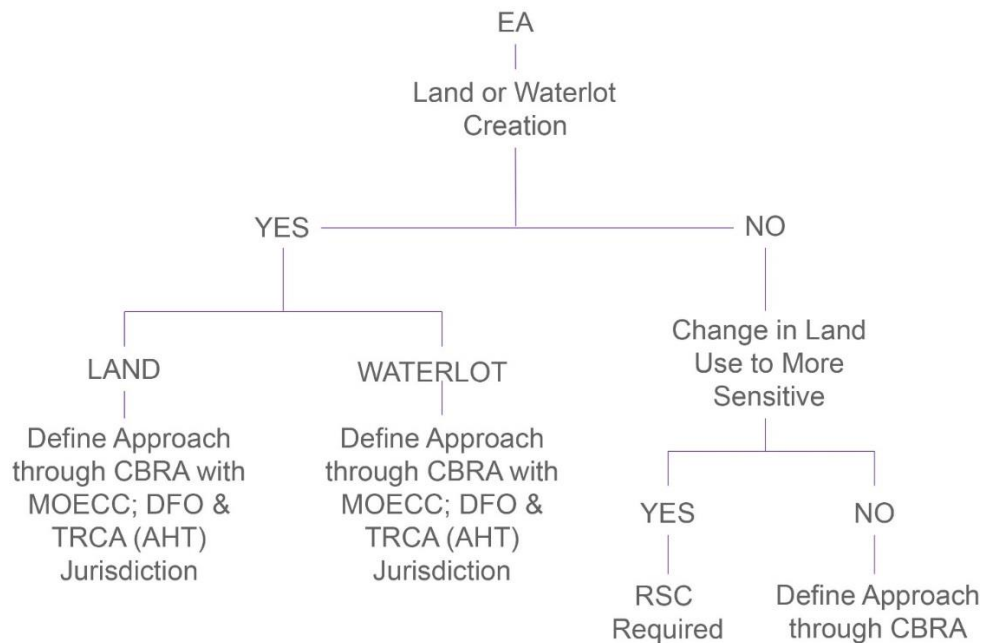 EA
Land or Waterlot
Creation
YES
NO
LAND
Define Approach
through CBRA with
MOECC; DFO &
TRCA (AHT)
Jurisdiction
WATERLOT
Define Approach
through CBRA with
MOECC; DFO &
TRCA (AHT)
Jurisdiction
Change in Land
Use to More
Sensitive
YES
RSC
Required
NO
Define Approach
through CBRA